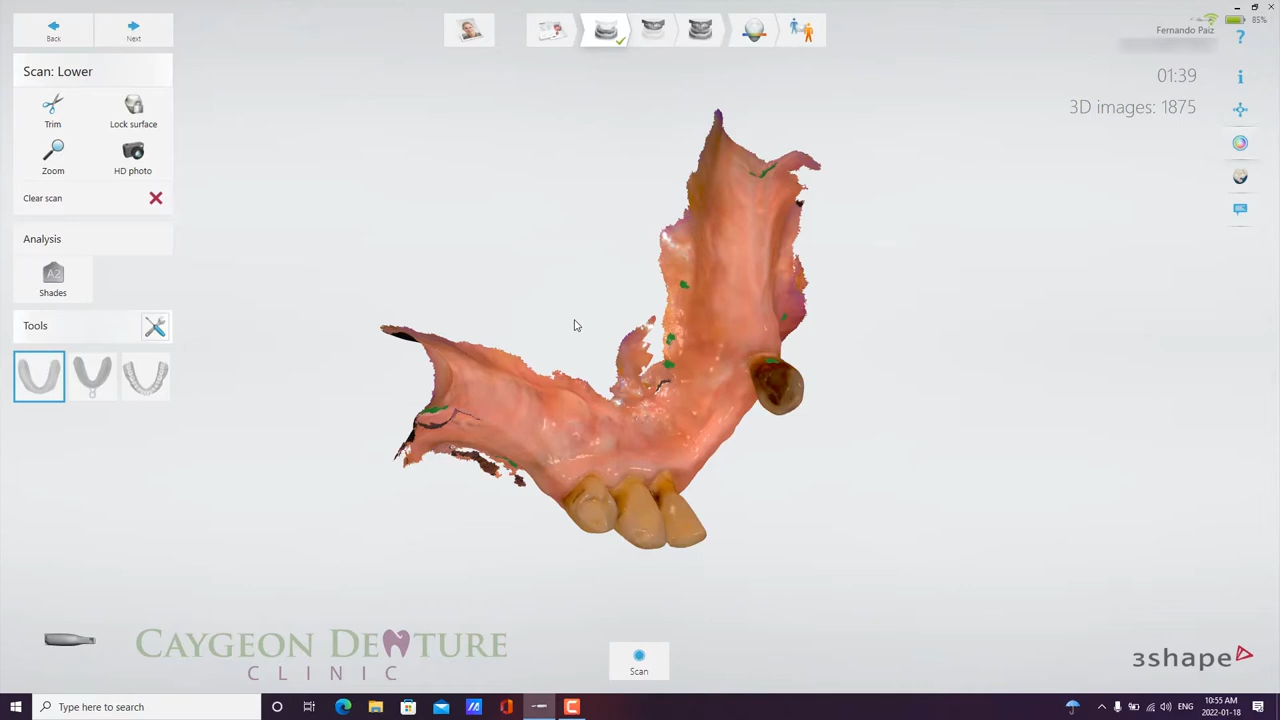 85%
Back
Next
Fernando Paiz
Scan: Lower
01:39
3D images: 1875
Trim
Lock surface
Zoom
HD photo
Clear scan
Analysis
A2
Shades
Tools
CAYGEON DENTURE
CLINIC
Scan
3shape
Type here to search
ENG
10:55 AM
2022-01-18